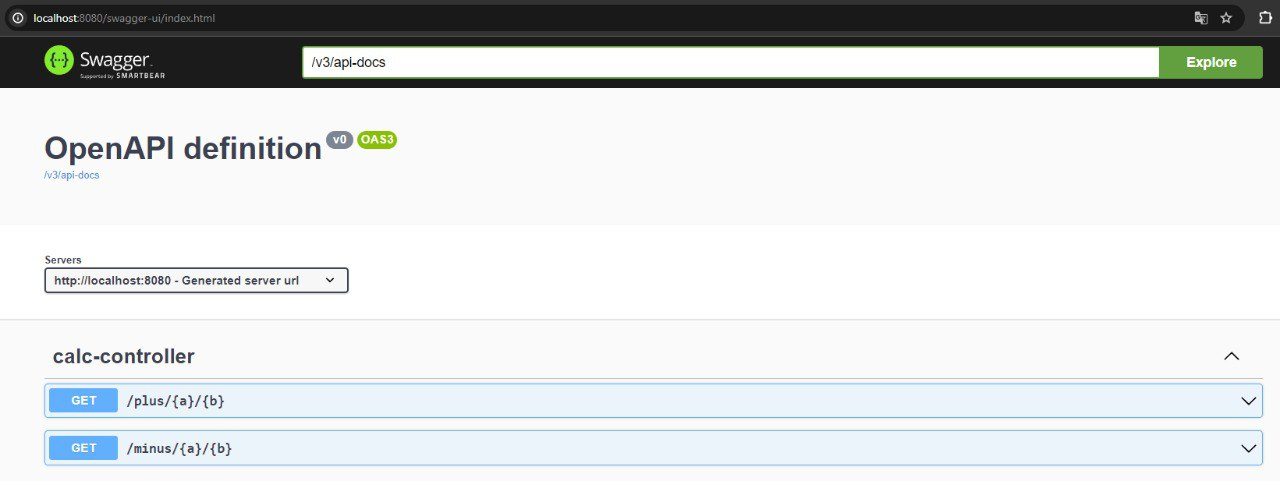 localhost:8080/swagger-ui/index.html
Swagger
Supported by SMARTBEAR
/v3/api-docs
Explore
OpenAPI definition v0 OAS3
/v3/api-docs
Servers
http://localhost:8080 - Generated server url
calc-controller
GET /plus/{a}/{b}
GET /minus/{a}/{b}